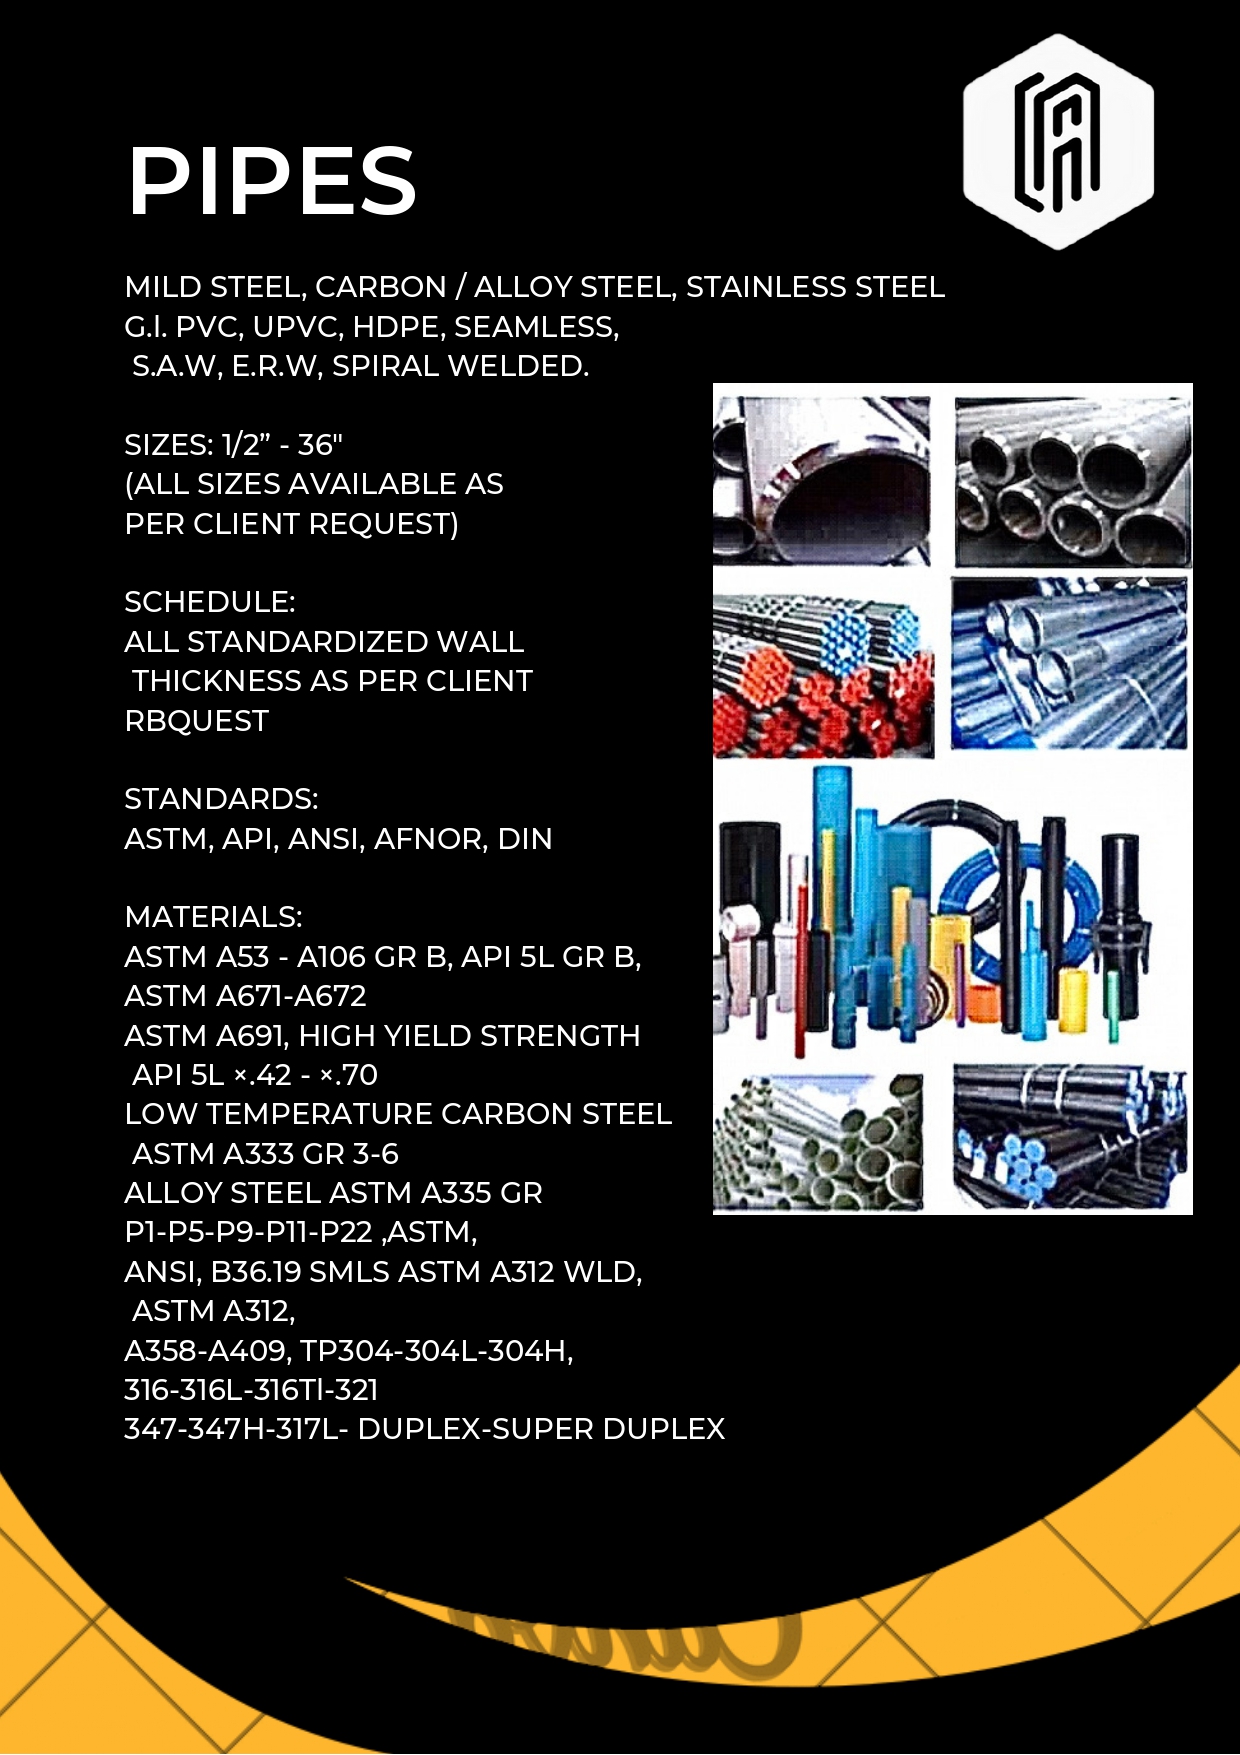 PIPES
MILD STEEL, CARBON / ALLOY STEEL, STAINLESS STEEL
G.l. PVC, UPVC, HDPE, SEAMLESS,
S.A.W, E.R.W, SPIRAL WELDED.
SIZES: 1/2” - 36"
(ALL SIZES AVAILABLE AS
PER CLIENT REQUEST)
SCHEDULE:
ALL STANDARDIZED WALL
THICKNESS AS PER CLIENT
RBQUEST
STANDARDS:
ASTM, API, ANSI, AFNOR, DIN
MATERIALS:
ASTM A53 - A106 GR B, API 5L GR B,
ASTM A671-A672
ASTM A691, HIGH YIELD STRENGTH
API 5L ×.42 - ×.70
LOW TEMPERATURE CARBON STEEL
ASTM A333 GR 3-6
ALLOY STEEL ASTM A335 GR
P1-P5-P9-P11-P22 ,ASTM,
ANSI, B36.19 SMLS ASTM A312 WLD,
ASTM A312,
A358-A409, TP304-304L-304H,
316-316L-316Tl-321
347-347H-317L- DUPLEX-SUPER DUPLEX